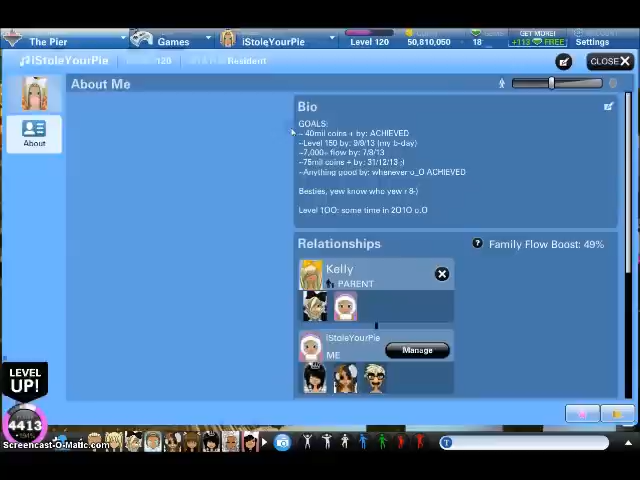 The Pier
Games
iStoleYourPie
Level 120
50,810,050
18
GET MORE!
+113 FREE
Settings
iStoleYourPie
120
Resident
CLOSE X
About
About Me
Bio
GOALS:
~ 40mil coins + by: ACHIEVED
~Level 150 by: 9/9/13 (my b-day)
~7,000+ flow by: 7/8/13
~75mil coins + by: 31/12/13 ;)
~Anything good by: whenever o_O ACHIEVED
Besties, yew know who yew r 8-)
Level 100: some time in 2010 o.O
Relationships
? Family Flow Boost: 49%
Kelly
PARENT
iStoleYourPie
ME
Manage
LEVEL
UP!
4413
Screencast-O-Matic.com
T